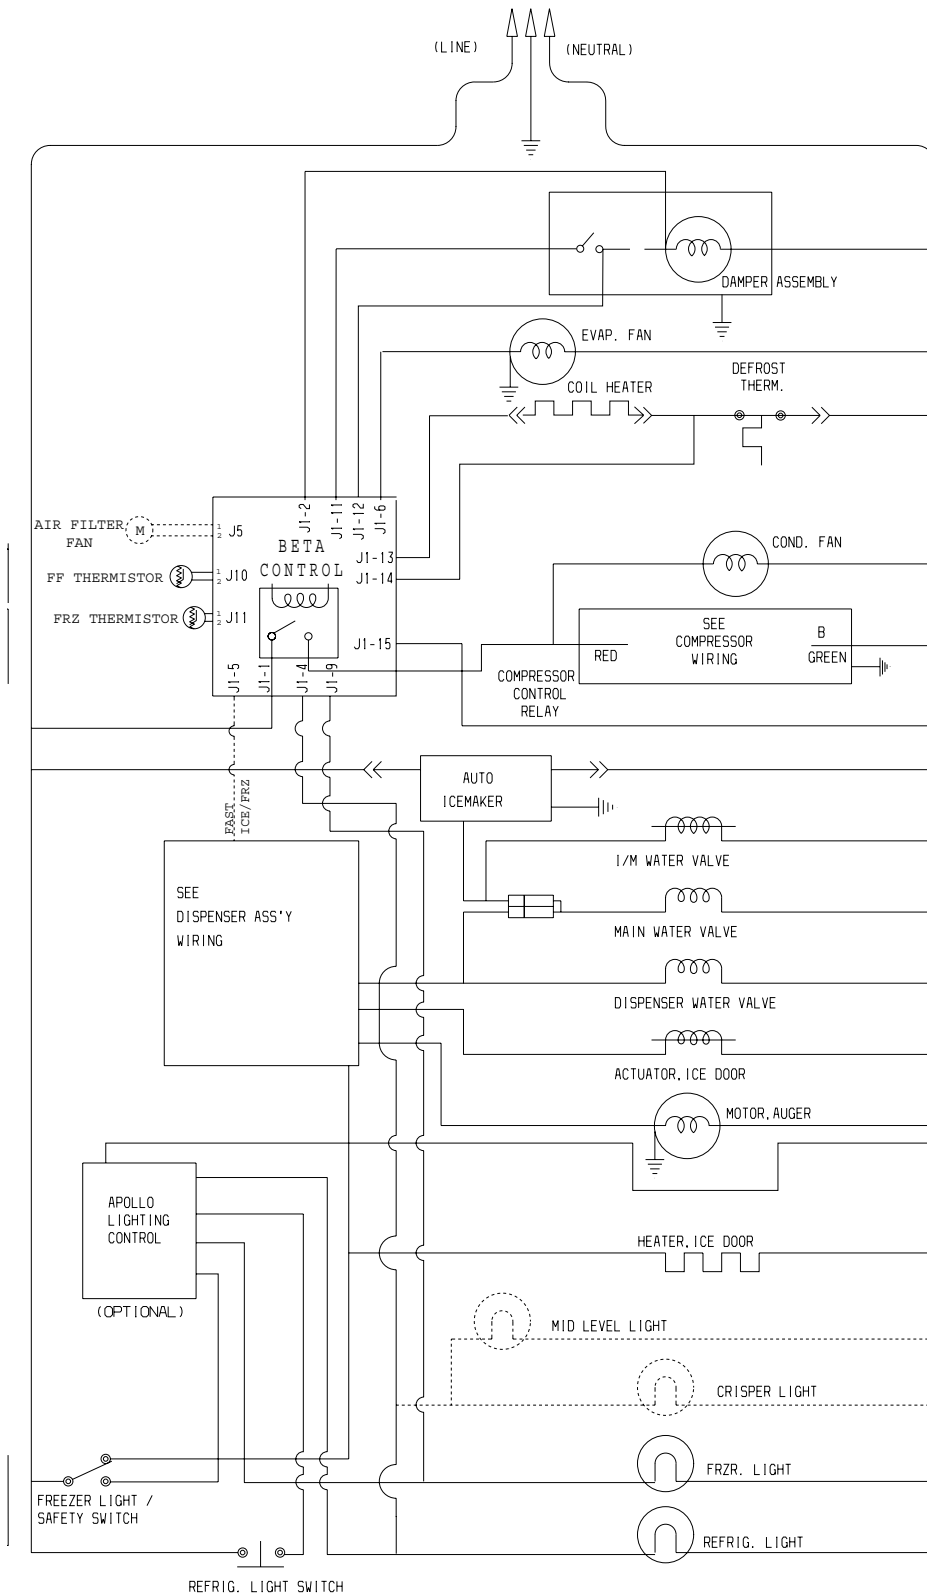 (LINE)
(NEUTRAL)
DAMPER ASSEMBLY
EVAP. FAN
DEFROST
THERM.
COIL HEATER
J1-2
J1-11
J1-12
J1-6
AIR FILTER
FAN
M
1
2
J5
BETA
CONTROL
J1-13
J1-14
COND. FAN
FF THERMISTOR
1
2
J10
FRZ THERMISTOR
1
2
J11
J1-15
SEE
COMPRESSOR
WIRING
RED
B
GREEN
J1-5
J1-1
J1-4
J1-9
COMPRESSOR
CONTROL
RELAY
AUTO
ICEMAKER
FAST
ICE/FRZ
I/M WATER VALVE
SEE
DISPENSER ASS'Y
WIRING
MAIN WATER VALVE
DISPENSER WATER VALVE
ACTUATOR,ICE DOOR
MOTOR,AUGER
APOLLO
LIGHTING
CONTROL
(OPTIONAL)
HEATER,ICE DOOR
MID LEVEL LIGHT
CRISPER LIGHT
FRZR. LIGHT
FREEZER LIGHT /
SAFETY SWITCH
REFRIG. LIGHT
REFRIG. LIGHT SWITCH